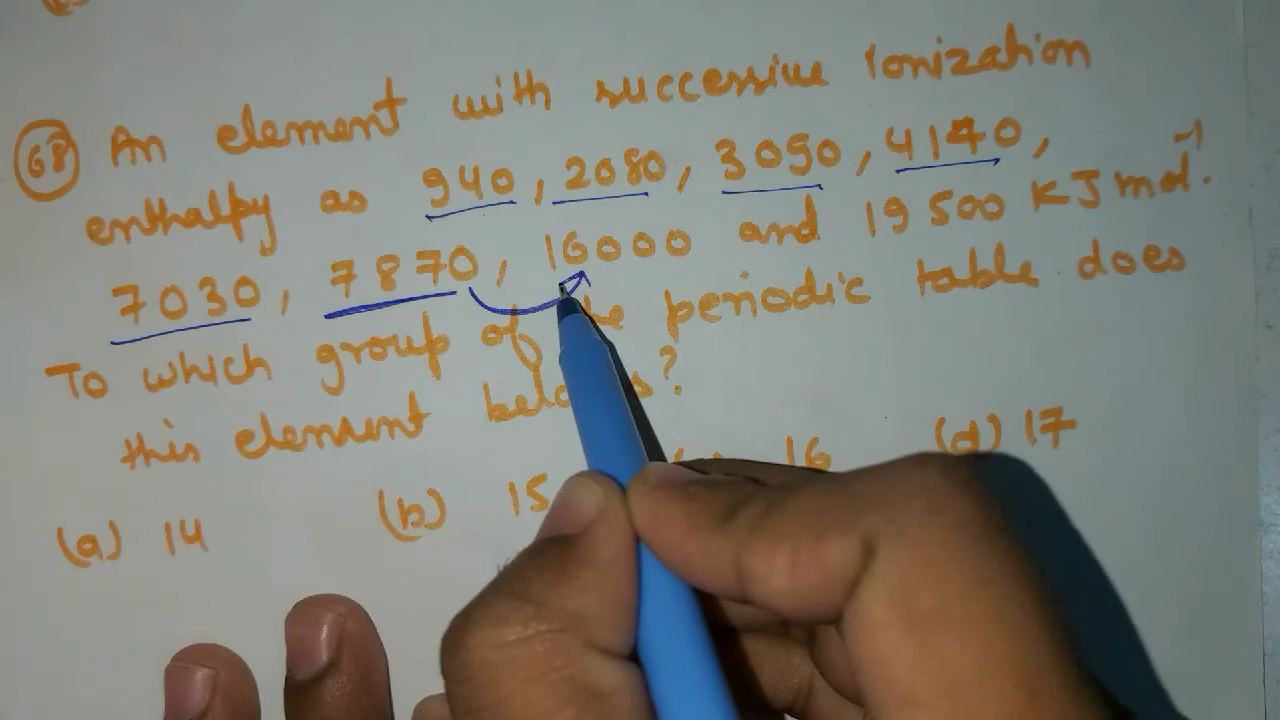 68 An element with successive Ionization
enthalpy as 940, 2080, 3090, 4140,
7030, 7870, 16000 and 19500 KJ mol⁻¹.
To which group of the periodic table does
this element ?
(a) 14 (b) 15 16 (d) 17